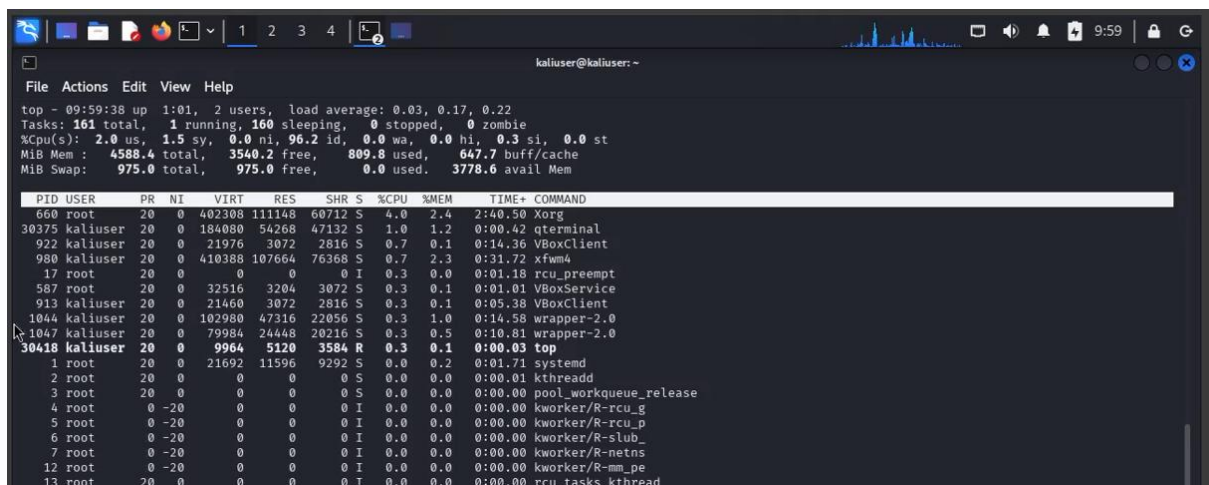 1 2 3 4 2 9:59
kaliuser@kaliuser: ~
File Actions Edit View Help
top - 09:59:38 up 1:01, 2 users, load average: 0.03, 0.17, 0.22
Tasks: 161 total, 1 running, 160 sleeping, 0 stopped, 0 zombie
%Cpu(s): 2.0 us, 1.5 sy, 0.0 ni, 96.2 id, 0.0 wa, 0.0 hi, 0.3 si, 0.0 st
MiB Mem : 4588.4 total, 3540.2 free, 809.8 used, 647.7 buff/cache
MiB Swap: 975.0 total, 975.0 free, 0.0 used. 3778.6 avail Mem
PID USER PR NI VIRT RES SHR S %CPU %MEM TIME+ COMMAND
660 root 20 0 402308 111148 60712 S 4.0 2.4 2:40.50 Xorg
30375 kaliuser 20 0 184080 54268 47132 S 1.0 1.2 0:00.42 qterminal
922 kaliuser 20 0 21976 3072 2816 S 0.7 0.1 0:14.36 VBoxClient
980 kaliuser 20 0 410388 107664 76368 S 0.7 2.3 0:31.72 xfwm4
17 root 20 0 0 0 0 I 0.3 0.0 0:01.18 rcu_preempt
587 root 20 0 32516 3204 3072 S 0.3 0.1 0:01.01 VBoxService
913 kaliuser 20 0 21460 3072 2816 S 0.3 0.1 0:05.38 VBoxClient
1044 kaliuser 20 0 102980 47316 22056 S 0.3 1.0 0:14.58 wrapper-2.0
1047 kaliuser 20 0 79984 24448 20216 S 0.3 0.5 0:10.81 wrapper-2.0
30418 kaliuser 20 0 9964 5120 3584 R 0.3 0.1 0:00.03 top
1 root 20 0 21692 11596 9292 S 0.0 0.2 0:01.71 systemd
2 root 20 0 0 0 0 S 0.0 0.0 0:00.01 kthreadd
3 root 20 0 0 0 0 S 0.0 0.0 0:00.00 pool_workqueue_release
4 root 0 -20 0 0 0 I 0.0 0.0 0:00.00 kworker/R-rcu_g
5 root 0 -20 0 0 0 I 0.0 0.0 0:00.00 kworker/R-rcu_p
6 root 0 -20 0 0 0 I 0.0 0.0 0:00.00 kworker/R-slub_
7 root 0 -20 0 0 0 I 0.0 0.0 0:00.00 kworker/R-netns
12 root 0 -20 0 0 0 I 0.0 0.0 0:00.00 kworker/R-mm_pe
13 root 20 0 0 0 0 I 0.0 0.0 0:00.00 rcu_tasks_kthread